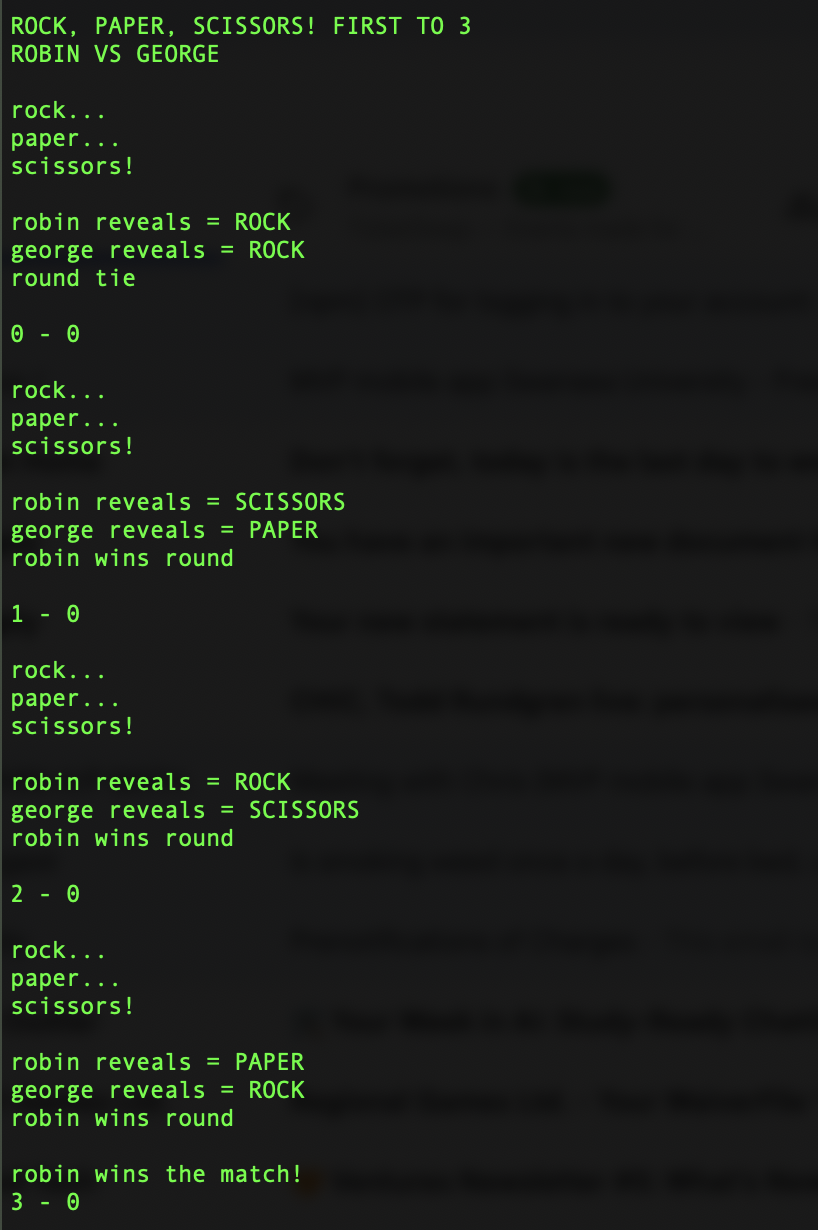 ROCK, PAPER, SCISSORS! FIRST TO 3
ROBIN VS GEORGE
rock...
paper...
scissors!
robin reveals = ROCK
george reveals = ROCK
round tie
0 - 0
rock...
paper...
scissors!
robin reveals = SCISSORS
george reveals = PAPER
robin wins round
1 - 0
rock...
paper...
scissors!
robin reveals = ROCK
george reveals = SCISSORS
robin wins round
2 - 0
rock...
paper...
scissors!
robin reveals = PAPER
george reveals = ROCK
robin wins round
robin wins the match!
3 - 0